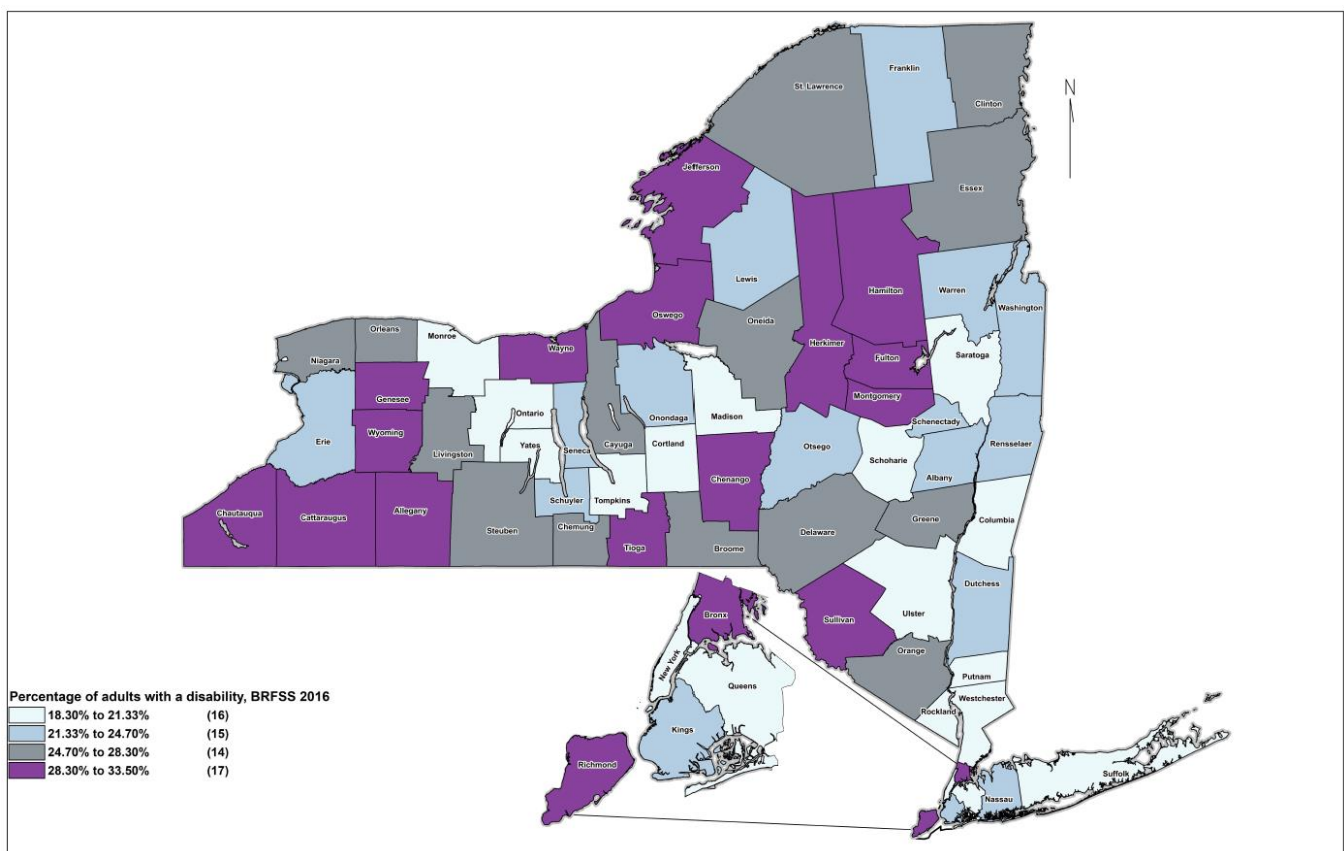 Franklin
St. Lawrence
N
Clinton
Jefferson
Essex
Lewis
Hamilton
Warren
Washington
Oswego
Oneida
Orleans
Monroe
Wayne
Herkimer
Niagara
Fulton
Saratoga
Genesee
Montgomery
Ontario
Onondaga
Madison
Schenectady
Wyoming
Erie
Yates
Seneca
Cayuga
Cortland
Otsego
Rensselaer
Livingston
Schoharie
Albany
Chenango
Schuyler
Tompkins
Chautauqua
Cattaraugus
Allegany
Steuben
Chemung
Greene
Columbia
Delaware
Tioga
Broome
Dutchess
Ulster
Bronx
Sullivan
Orange
New York
Putnam
Queens
Westchester
Rockland
Kings
Richmond
Suffolk
Nassau
Percentage of adults with a disability, BRFSS 2016
18.30% to 21.33% (16)
21.33% to 24.70% (15)
24.70% to 28.30% (14)
28.30% to 33.50% (17)